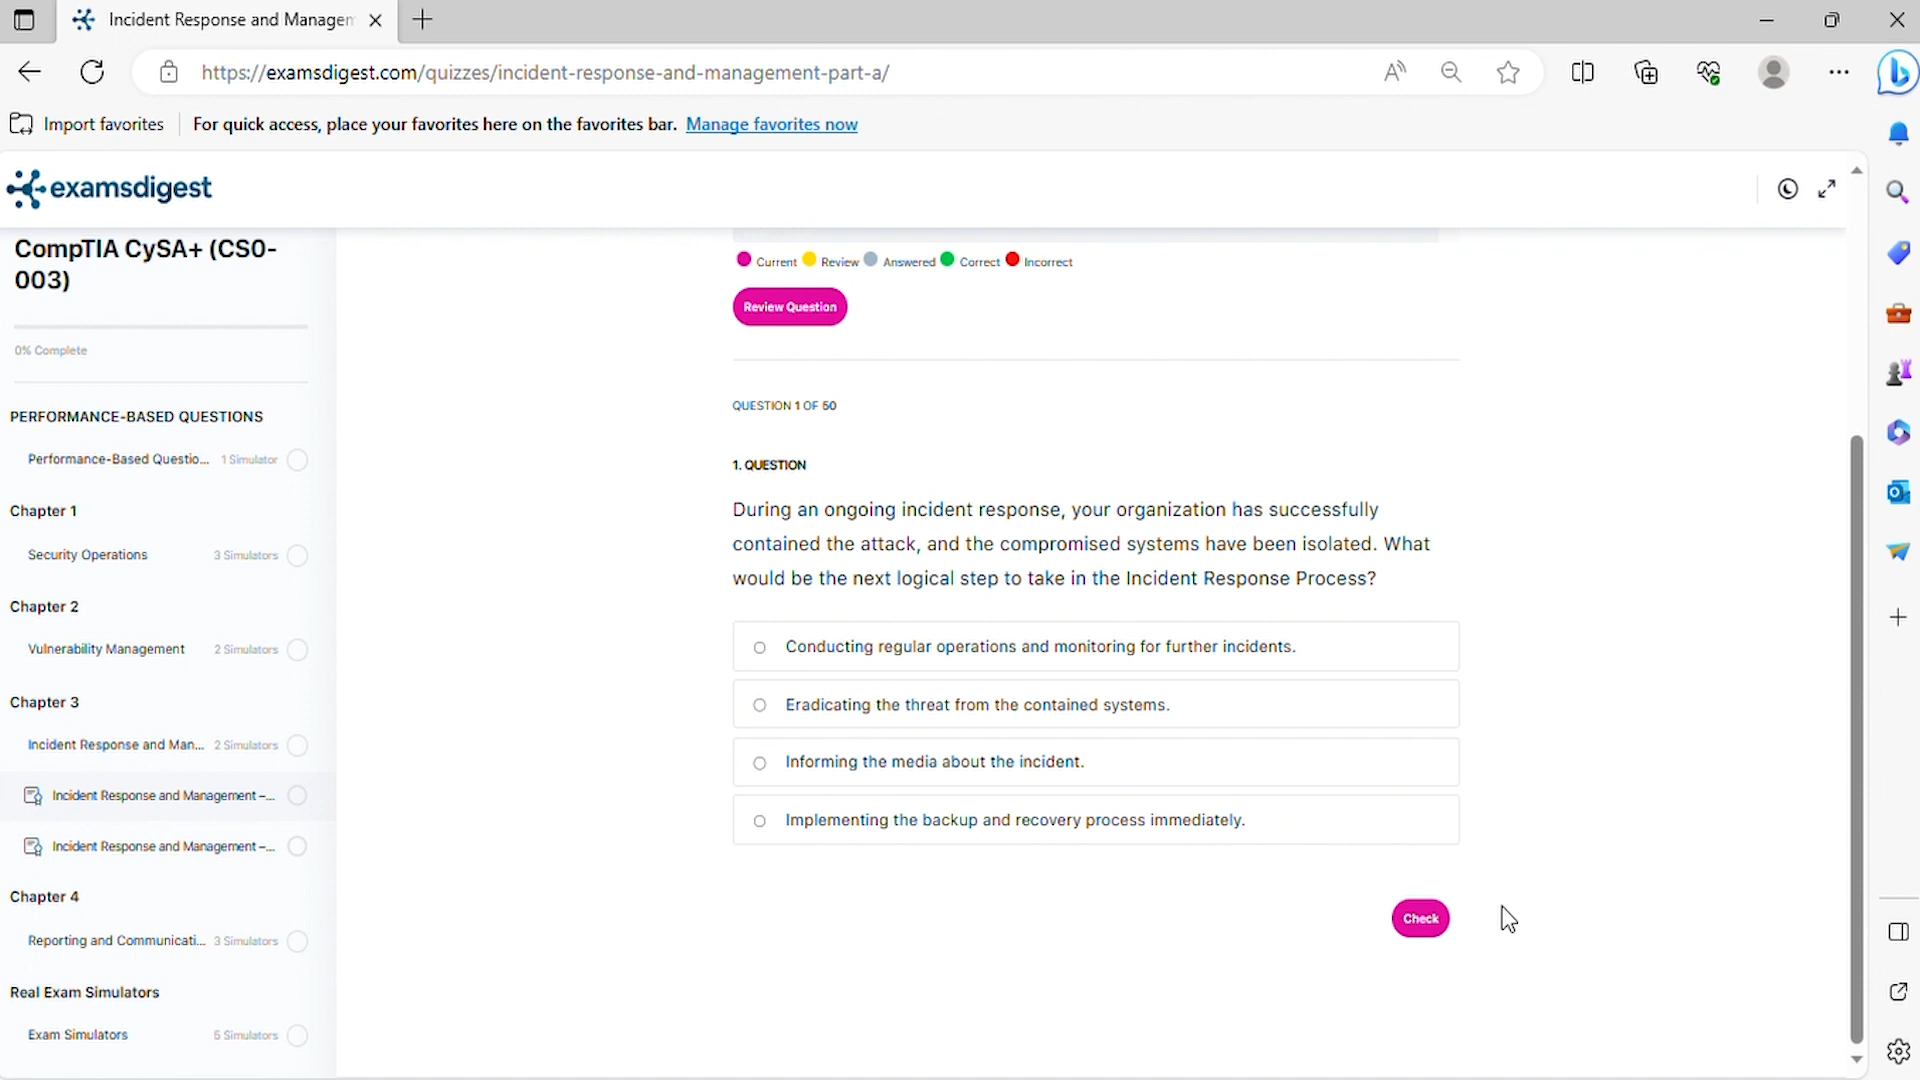 Incident Response and Managem
https://examsdigest.com/quizzes/incident-response-and-management-part-a/
Import favorites
For quick access, place your favorites here on the favorites bar. Manage favorites now
examsdigest
CompTIA CySA+ (CS0-
003)
0% Complete
PERFORMANCE-BASED QUESTIONS
Performance-Based Questio... 1 Simulator
Chapter 1
Security Operations 3 Simulators
Chapter 2
Vulnerability Management 2 Simulators
Chapter 3
Incident Response and Man... 2 Simulators
Incident Response and Management –...
Incident Response and Management –...
Chapter 4
Reporting and Communicati... 3 Simulators
Real Exam Simulators
Exam Simulators 5 Simulators
Current Review Answered Correct Incorrect
Review Question
QUESTION 1 OF 50
1. QUESTION
During an ongoing incident response, your organization has successfully
contained the attack, and the compromised systems have been isolated. What
would be the next logical step to take in the Incident Response Process?
Conducting regular operations and monitoring for further incidents.
Eradicating the threat from the contained systems.
Informing the media about the incident.
Implementing the backup and recovery process immediately.
Check